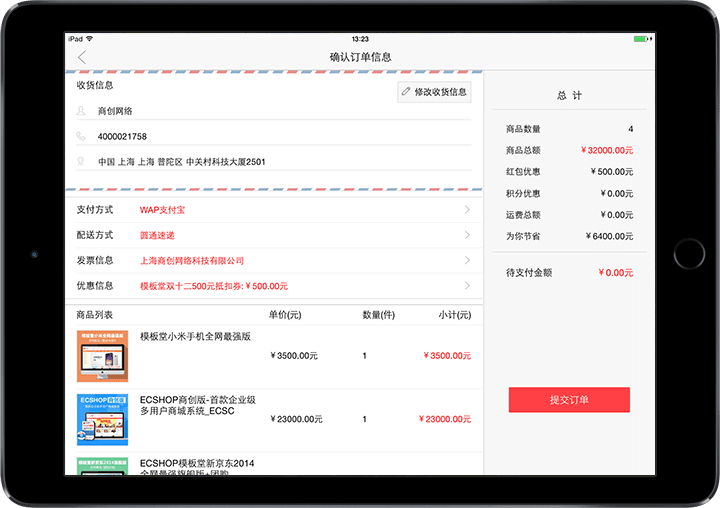 iPad
13:23
确认订单信息
收货信息
修改收货信息
商创网络
4000021758
中国 上海 上海 普陀区 中关村科技大厦2501
支付方式 WAP支付宝
配送方式 圆通速递
发票信息 上海商创网络科技有限公司
优惠信息 模板堂双十二500元抵扣券:￥500.00元
商品列表 单价(元) 数量(件) 小计(元)
模板堂小米手机全网最强版
￥3500.00元 1 ￥3500.00元
ECSHOP商创版-首款企业级
多用户商城系统_ECSC
￥23000.00元 1 ￥23000.00元
ECSHOP模板堂新京东2014
全网最强旗舰版+团购
总 计
商品数量 4
商品总额 ￥32000.00元
红包优惠 ￥500.00元
积分优惠 ￥0.00元
运费总额 ￥0.00元
为你节省 ￥6400.00元
待支付金额 ￥0.00元
提交订单